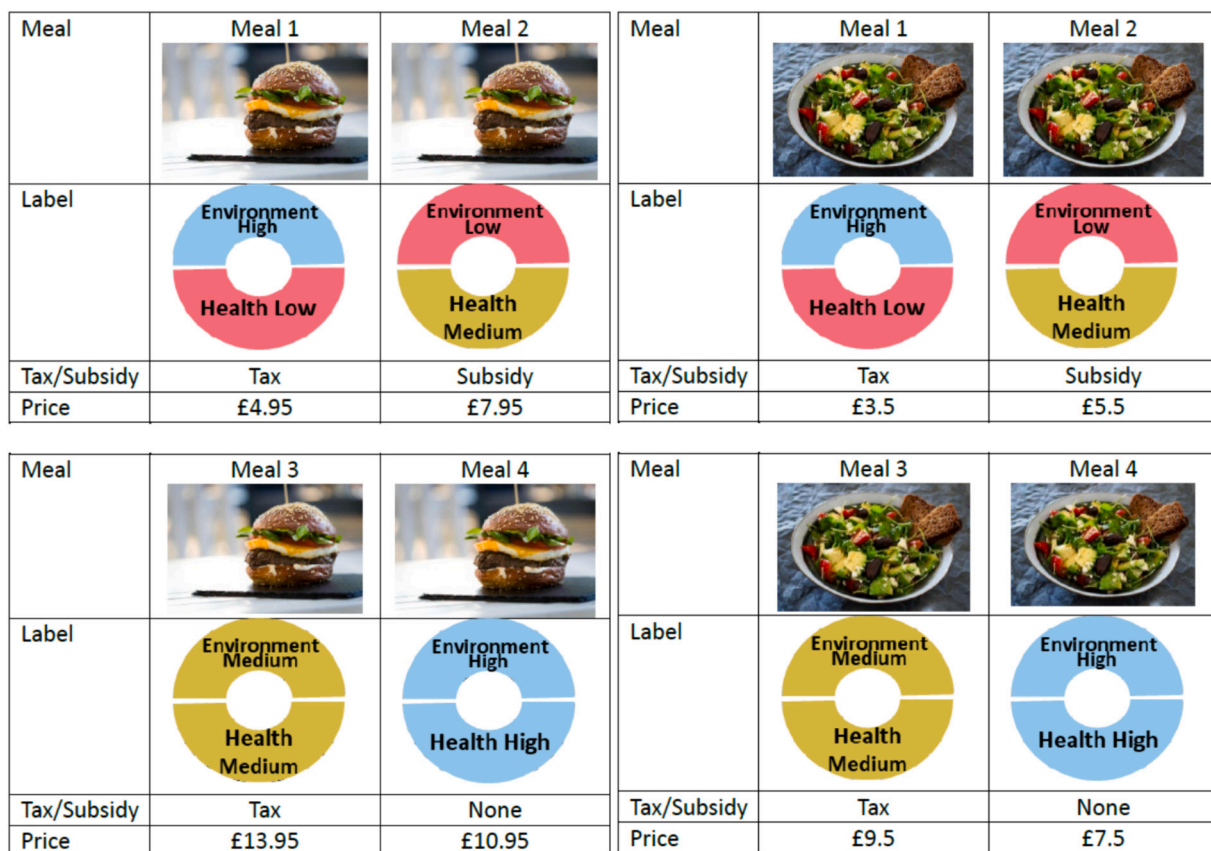 Meal Meal 1 Meal 2
Label
Environment High
Health Low
Environment Low
Health Medium
Tax/Subsidy Tax Subsidy
Price £4.95 £7.95
Meal Meal 1 Meal 2
Label
Environment High
Health Low
Environment Low
Health Medium
Tax/Subsidy Tax Subsidy
Price £3.5 £5.5
Meal Meal 3 Meal 4
Label
Environment Medium
Health Medium
Environment High
Health High
Tax/Subsidy Tax None
Price £13.95 £10.95
Meal Meal 3 Meal 4
Label
Environment Medium
Health Medium
Environment High
Health High
Tax/Subsidy Tax None
Price £9.5 £7.5